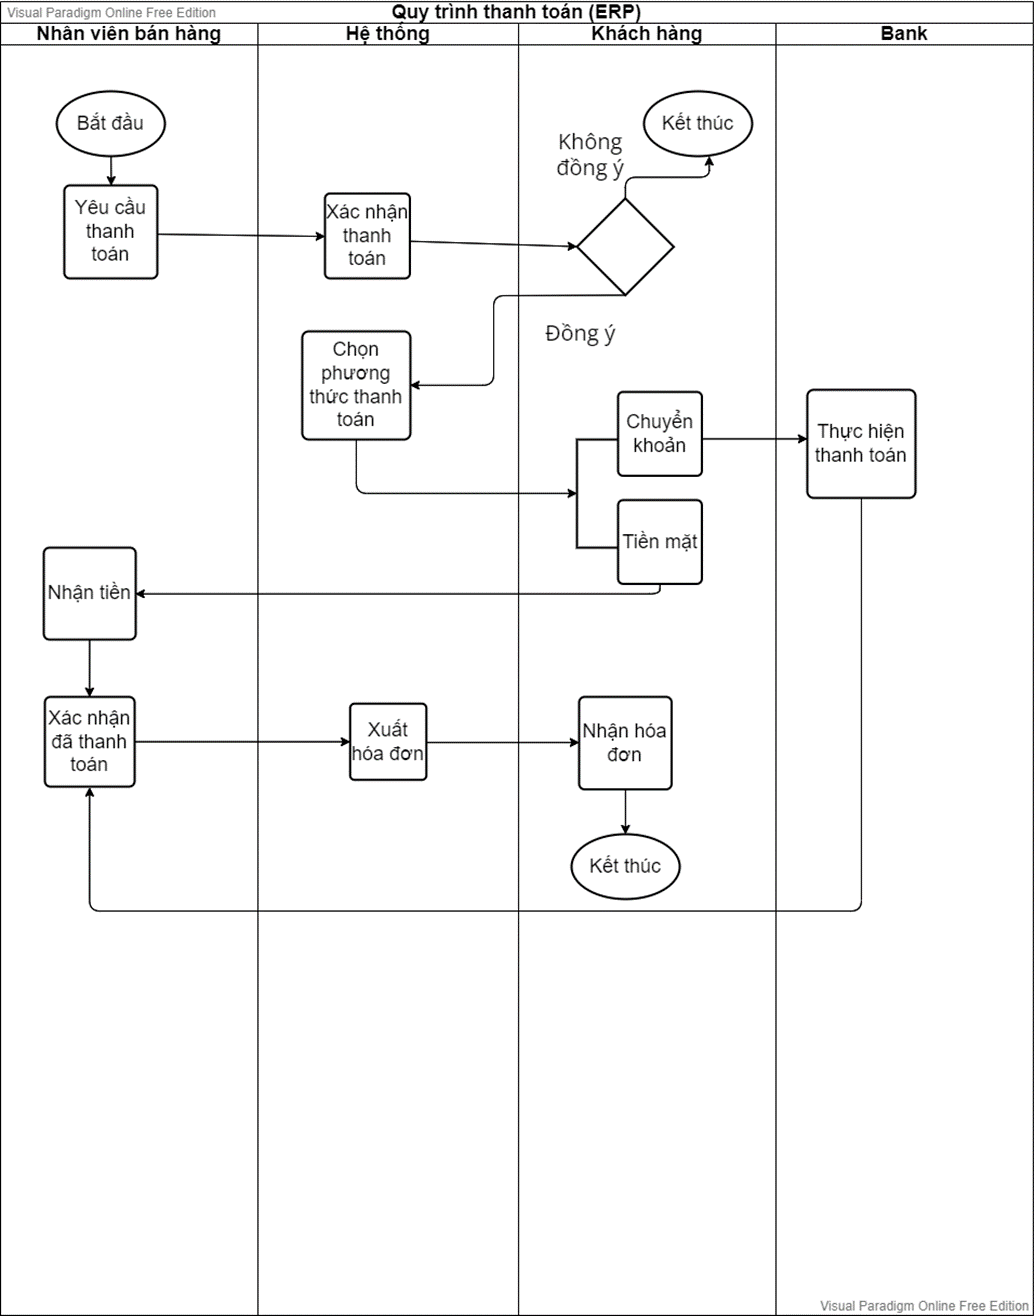 Visual Paradigm Online Free Edition
Quy trình thanh toán (ERP)
Nhân viên bán hàng
Hệ thống
Khách hàng
Bank
Bắt đầu
Kết thúc
Không
đồng ý
Yêu cầu
thanh
toán
Xác nhận
thanh
toán
Đồng ý
Chọn
phương
thức thanh
toán
Chuyển
khoản
Thực hiện
thanh toán
Tiền mặt
Nhận tiền
Xác nhận
đã thanh
toán
Xuất
hóa đơn
Nhận hóa
đơn
Kết thúc
Visual Paradigm Online Free Edition